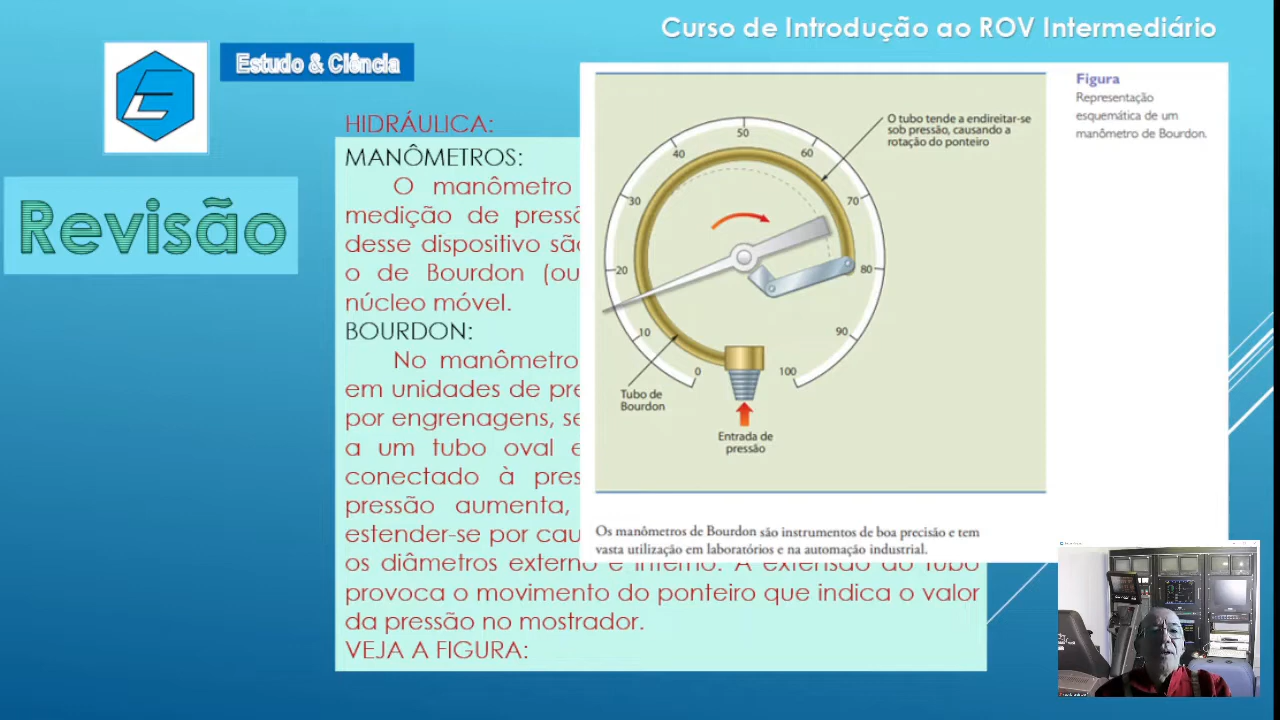 Curso de Introdução ao ROV Intermediário
Estudo & Ciência
Revisão
HIDRÁULICA:
MANÔMETROS:
O manômetro
medição de pressã
desse dispositivo são
o de Bourdon (ou
núcleo móvel.
BOURDON:
No manômetro
em unidades de pre
por engrenagens, se
a um tubo oval e
conectado à pres
pressão aumenta,
estender-se por cau
os diâmetros externo e interno. A extensão do tubo
provoca o movimento do ponteiro que indica o valor
da pressão no mostrador.
VEJA A FIGURA:
O tubo tende a endireitar-se
sob pressão, causando a
rotação do ponteiro
0
10
20
30
40
50
60
70
80
90
100
Tubo de
Bourdon
Entrada de
pressão
Figura
Representação
esquemática de um
manômetro de Bourdon.
Os manômetros de Bourdon são instrumentos de boa precisão e tem
vasta utilização em laboratórios e na automação industrial.